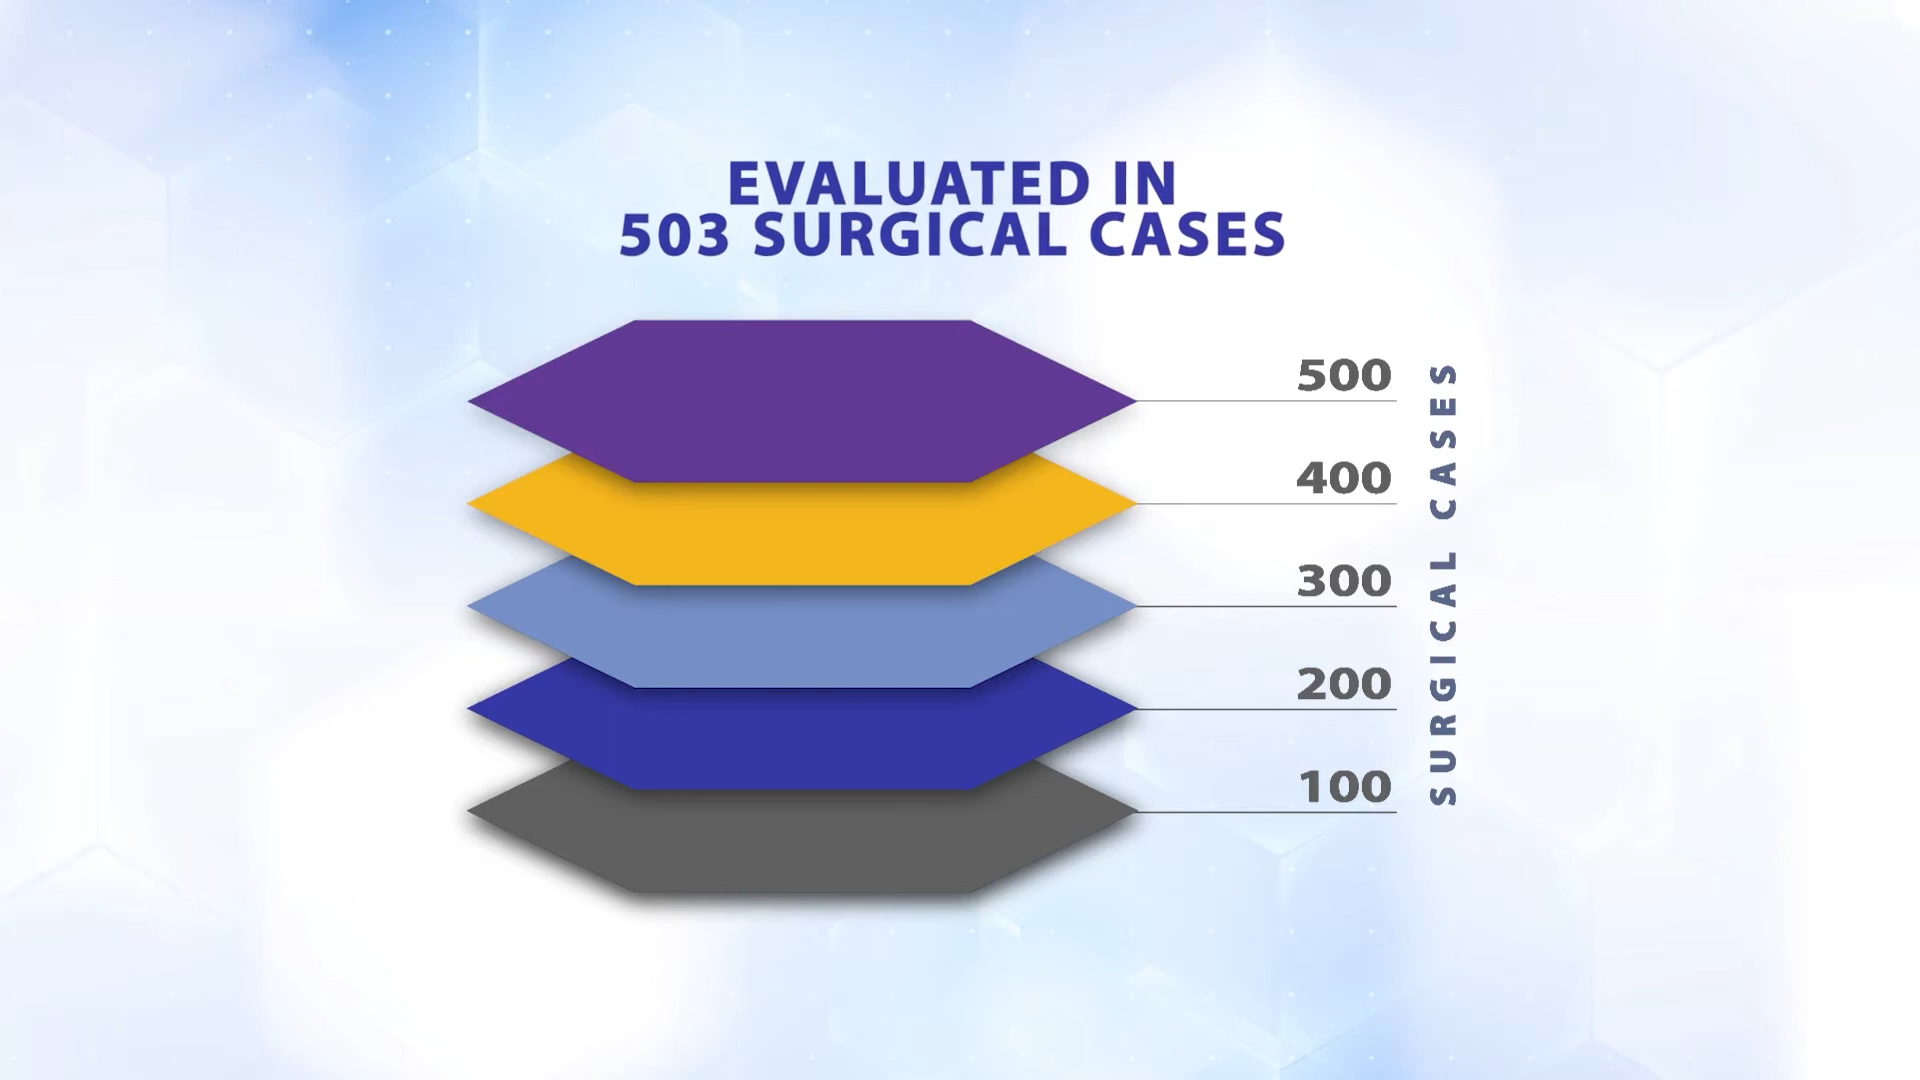 EVALUATED IN
503 SURGICAL CASES
500
400
300
200
100
SURGICAL CASES